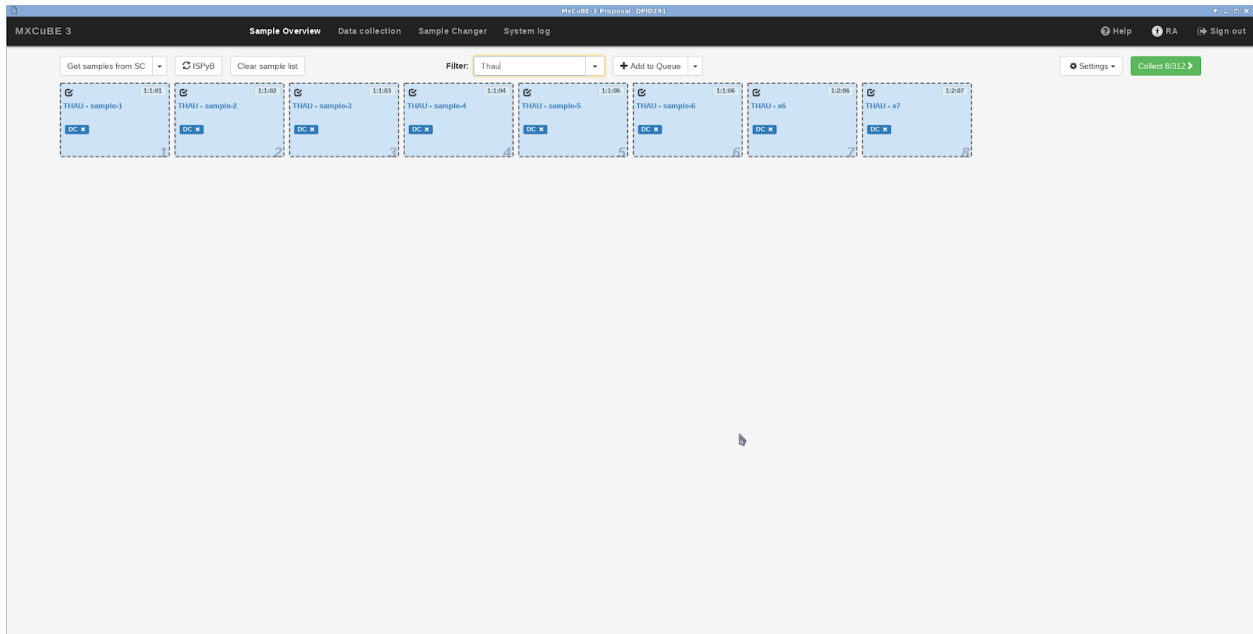 MxCuBE-3 Proposal: OPID291
MXCuBE 3 Sample Overview Data collection Sample Changer System log Help RA Sign out
Get samples from SC ISPyB Clear sample list Filter: Thau Add to Queue Settings Collect 8/312
1:1:01 1:1:02 1:1:03 1:1:04 1:1:05 1:1:06 1:2:06 1:2:07
THAU - sample-1 THAU - sample-2 THAU - sample-3 THAU - sample-4 THAU - sample-5 THAU - sample-6 THAU - x6 THAU - x7
DC × DC × DC × DC × DC × DC × DC × DC ×
1 2 3 4 5 6 7 8